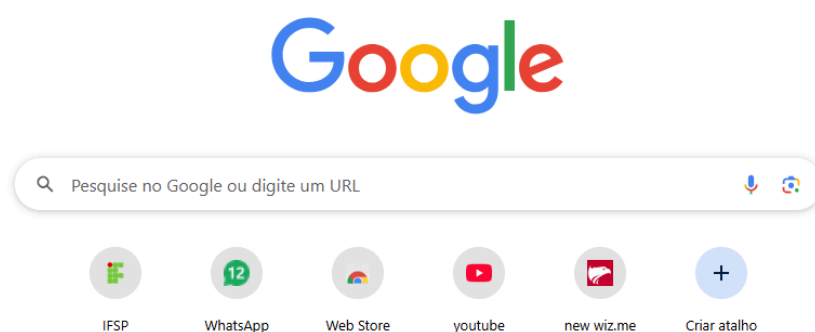 Google
Pesquise no Google ou digite um URL
12
IFSP
WhatsApp
Web Store
youtube
new wiz.me
Criar atalho